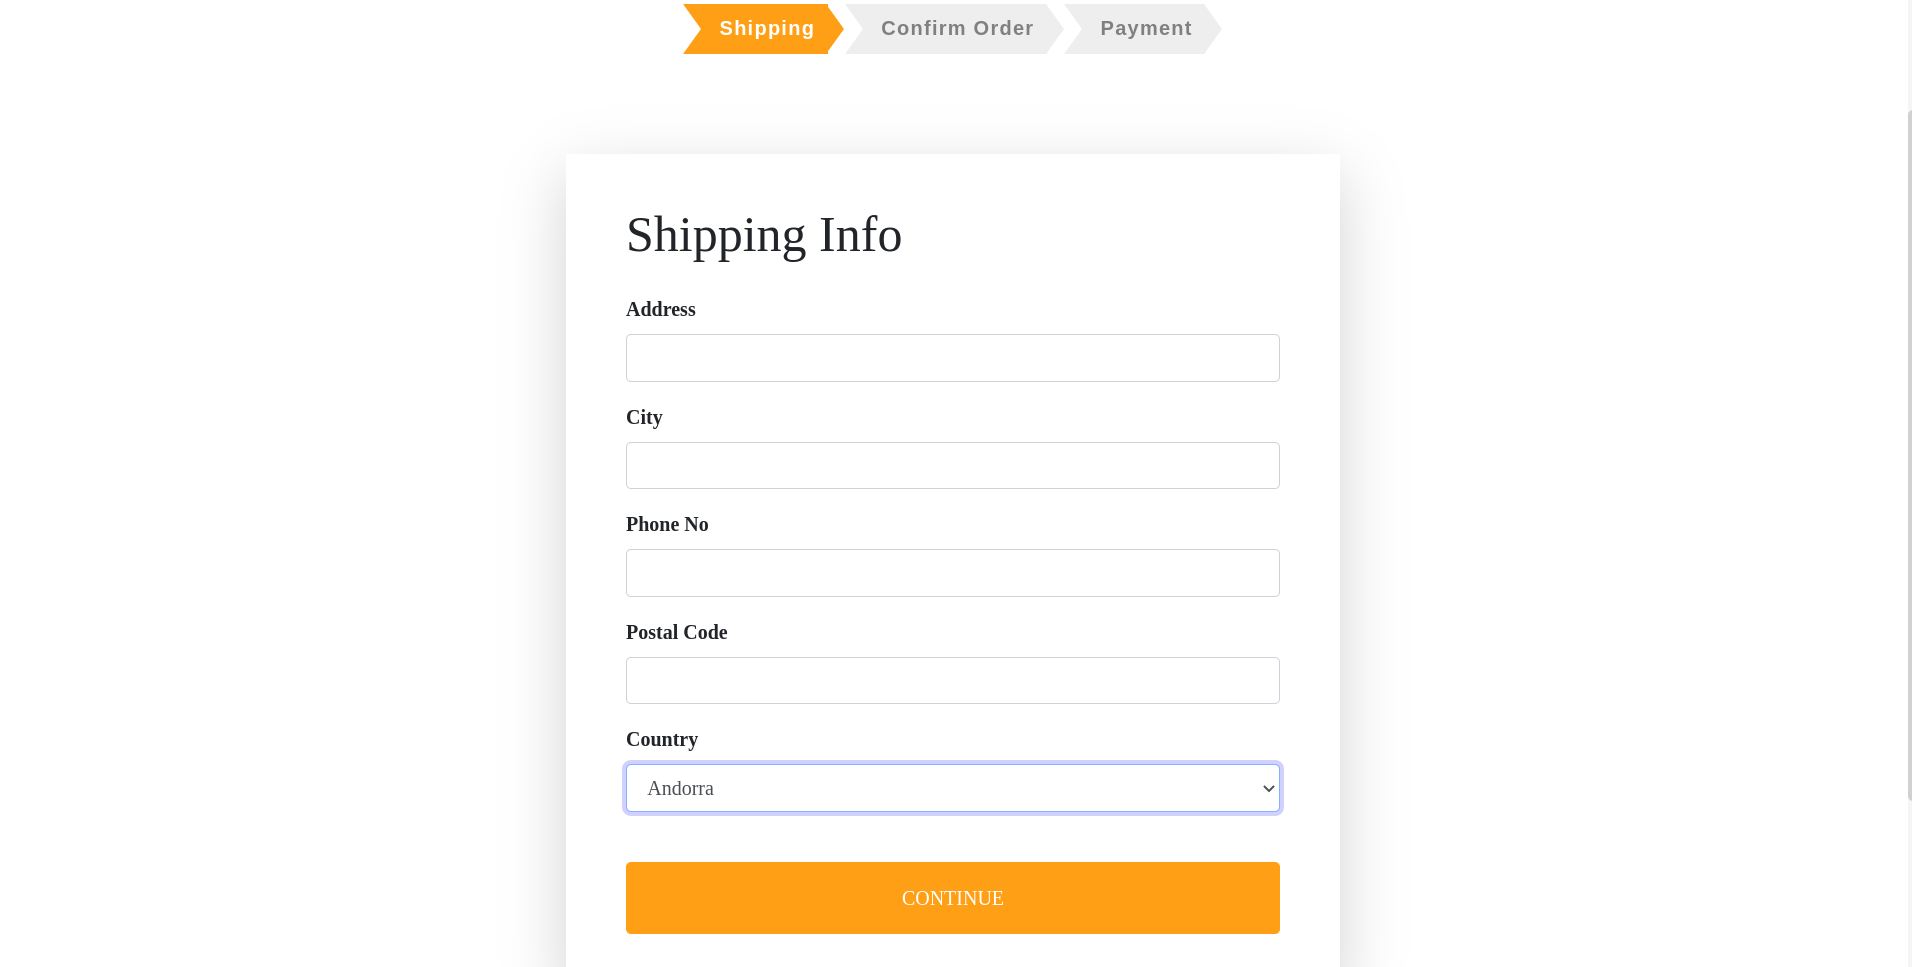 Shipping
Confirm Order
Payment
Shipping Info
Address
City
Phone No
Postal Code
Country
Andorra
CONTINUE